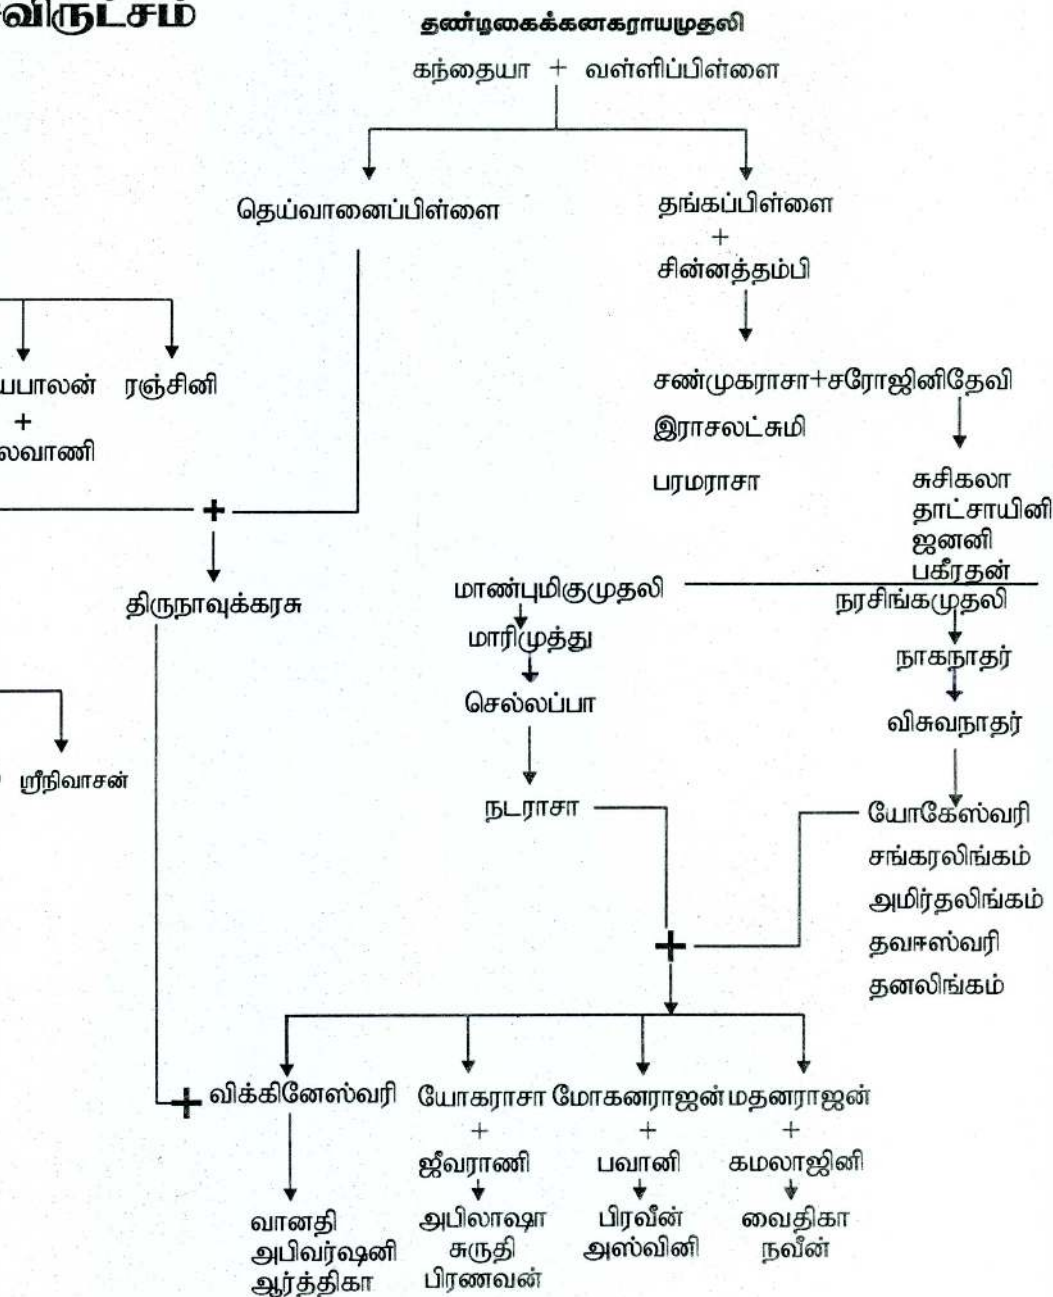 தண்டிகைக்கனகராயமுதலி
கந்தையா + வள்ளிப்பிள்ளை
தெய்வானைப்பிள்ளை
தங்கப்பிள்ளை
+
சின்னத்தம்பி
யபாலன் ரஞ்சினி
+
லவாணி
சண்முகராசா+சரோஜினிதேவி
இராசலட்சுமி
பரமராசா
சுசிகலா
தாட்சாயினி
ஜனனி
பகீரதன்
+
திருநாவுக்கரசு
மாண்புமிகுமுதலி
மாரிமுத்து
செல்லப்பா
நடராசா
நரசிங்கமுதலி
நாகநாதர்
விசுவநாதர்
யோகேஸ்வரி
சங்கரலிங்கம்
அமிர்தலிங்கம்
தவஈஸ்வரி
தனலிங்கம்
ஸ்ரீநிவாசன்
+
+ விக்கினேஸ்வரி யோகராசா மோகனராஜன் மதனராஜன்
+ + +
ஜீவராணி பவானி கமலாஜினி
வானதி அபிலாஷா பிரவீன் வைதிகா
அபிவர்ஷனி சுருதி அஸ்வினி நவீன்
ஆர்த்திகா பிரணவன்